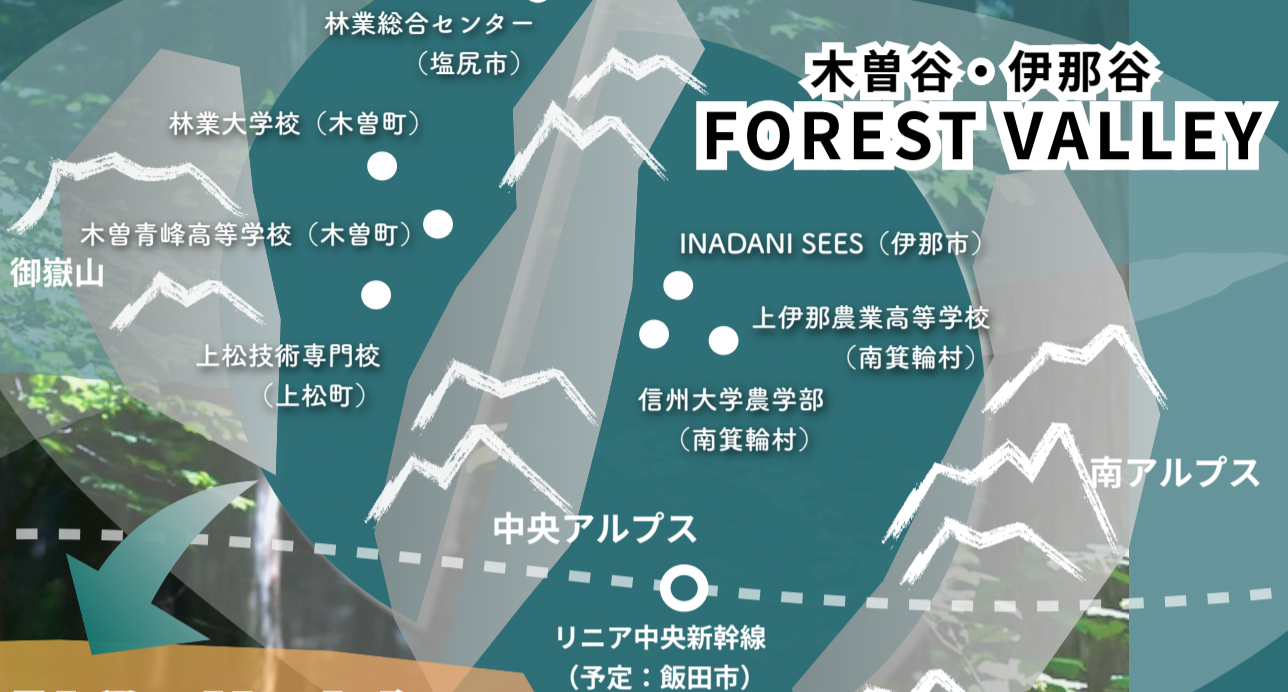 林業総合センター
（塩尻市）
木曽谷・伊那谷
FOREST VALLEY
林業大学校（木曽町）
木曽青峰高等学校（木曽町）
御嶽山
INADANI SEES（伊那市）
上伊那農業高等学校
（南箕輪村）
上松技術専門校
（上松町）
信州大学農学部
（南箕輪村）
南アルプス
中央アルプス
リニア中央新幹線
（予定：飯田市）